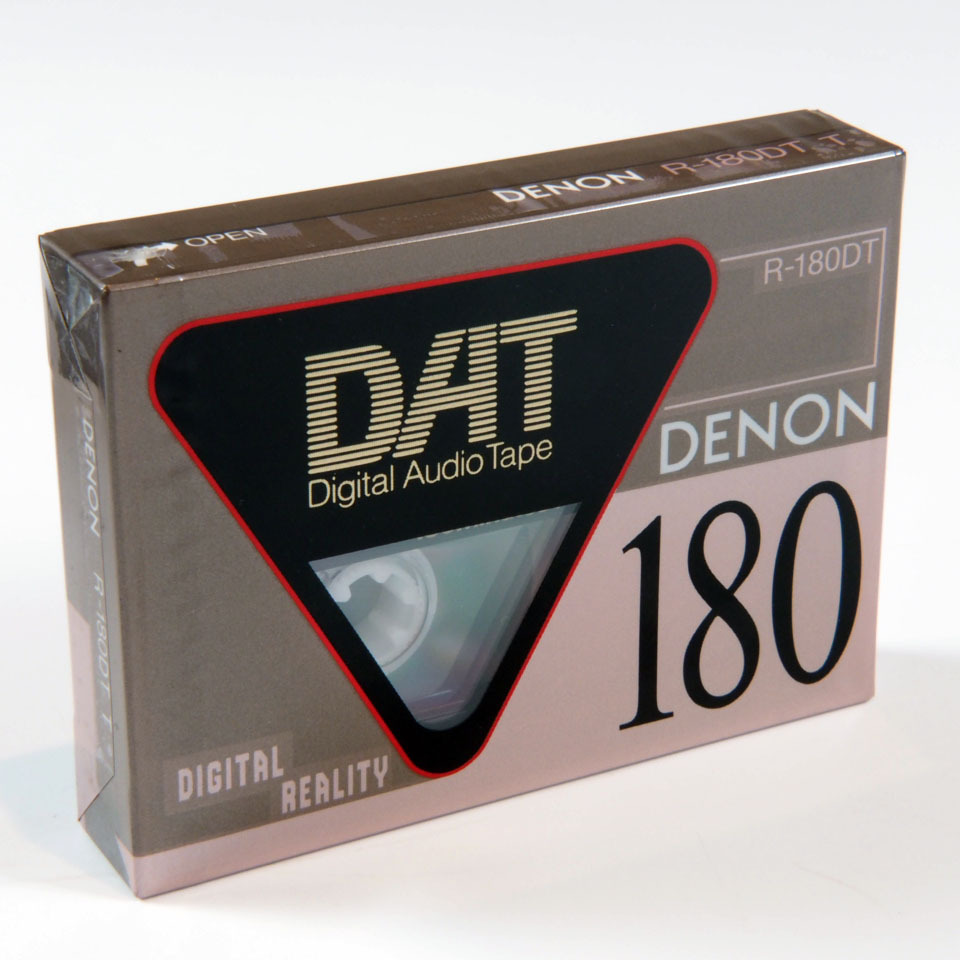 OPEN DENON R-180DT T
R-180DT
DAT
Digital Audio Tape
DENON
180
DIGITAL
REALITY
DENON R-180DT T